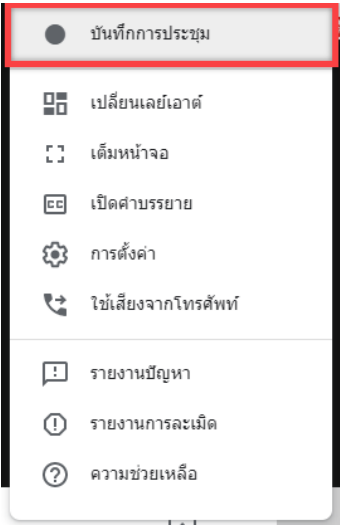 บันทึกการประชุม
เปลี่ยนเลย์เอาต์
เต็มหน้าจอ
CC เปิดคำบรรยาย
การตั้งค่า
ใช้เสียงจากโทรศัพท์
รายงานปัญหา
รายงานการละเมิด
ความช่วยเหลือ